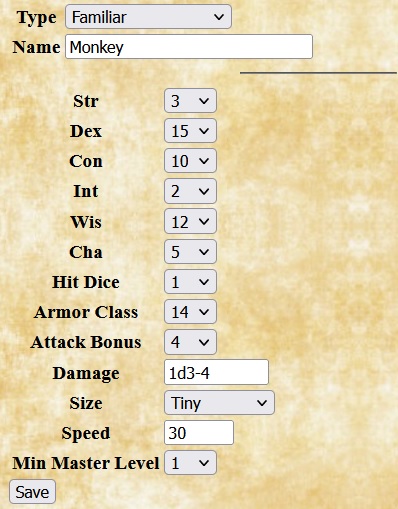 Type Familiar
Name Monkey
Str 3
Dex 15
Con 10
Int 2
Wis 12
Cha 5
Hit Dice 1
Armor Class 14
Attack Bonus 4
Damage 1d3-4
Size Tiny
Speed 30
Min Master Level 1
Save